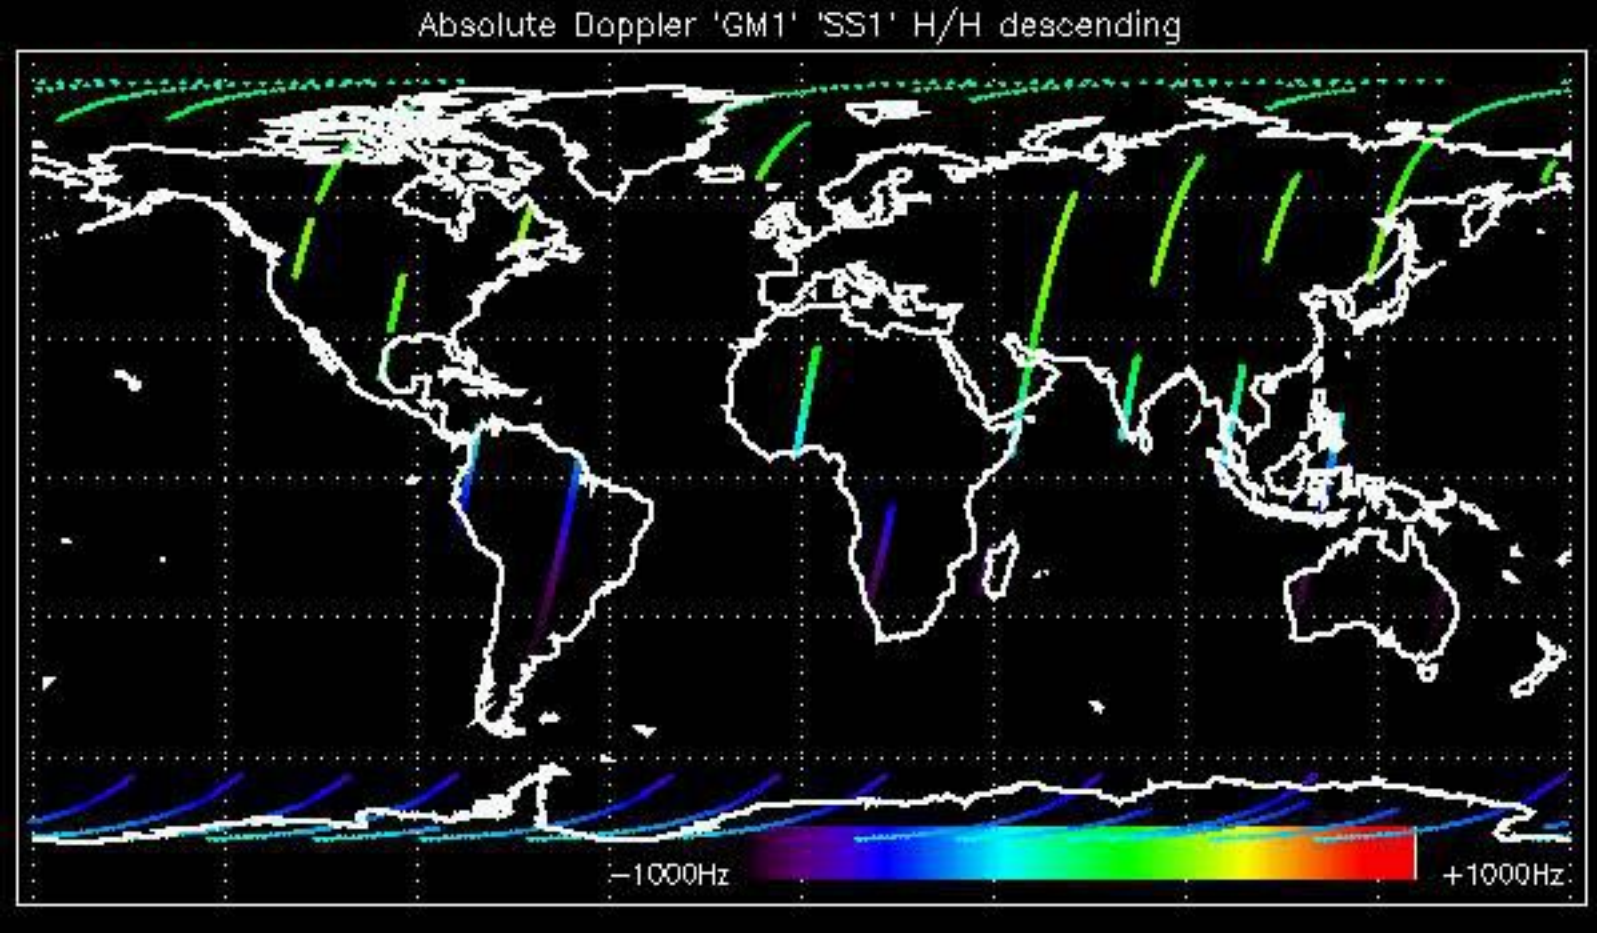 Absolute Doppler 'GM1' 'SS1' H/H descending
−1000Hz
+1000Hz